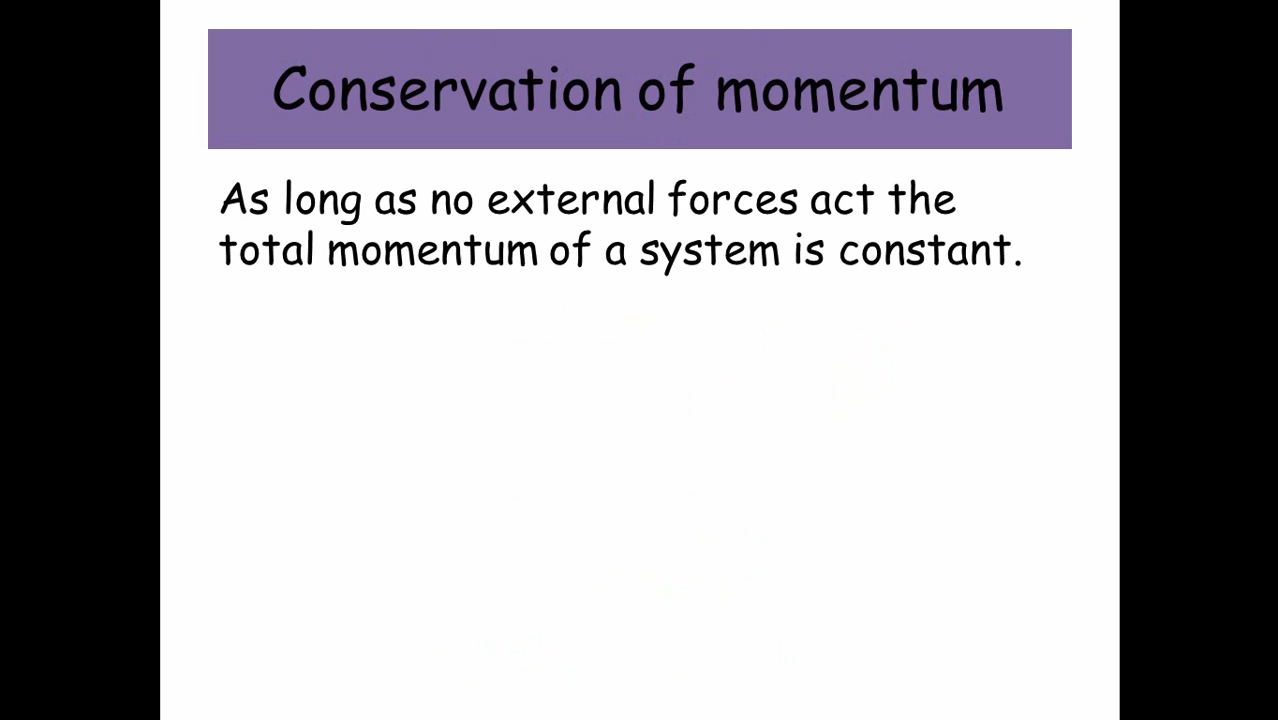 Conservation of momentum
As long as no external forces act the
total momentum of a system is constant.